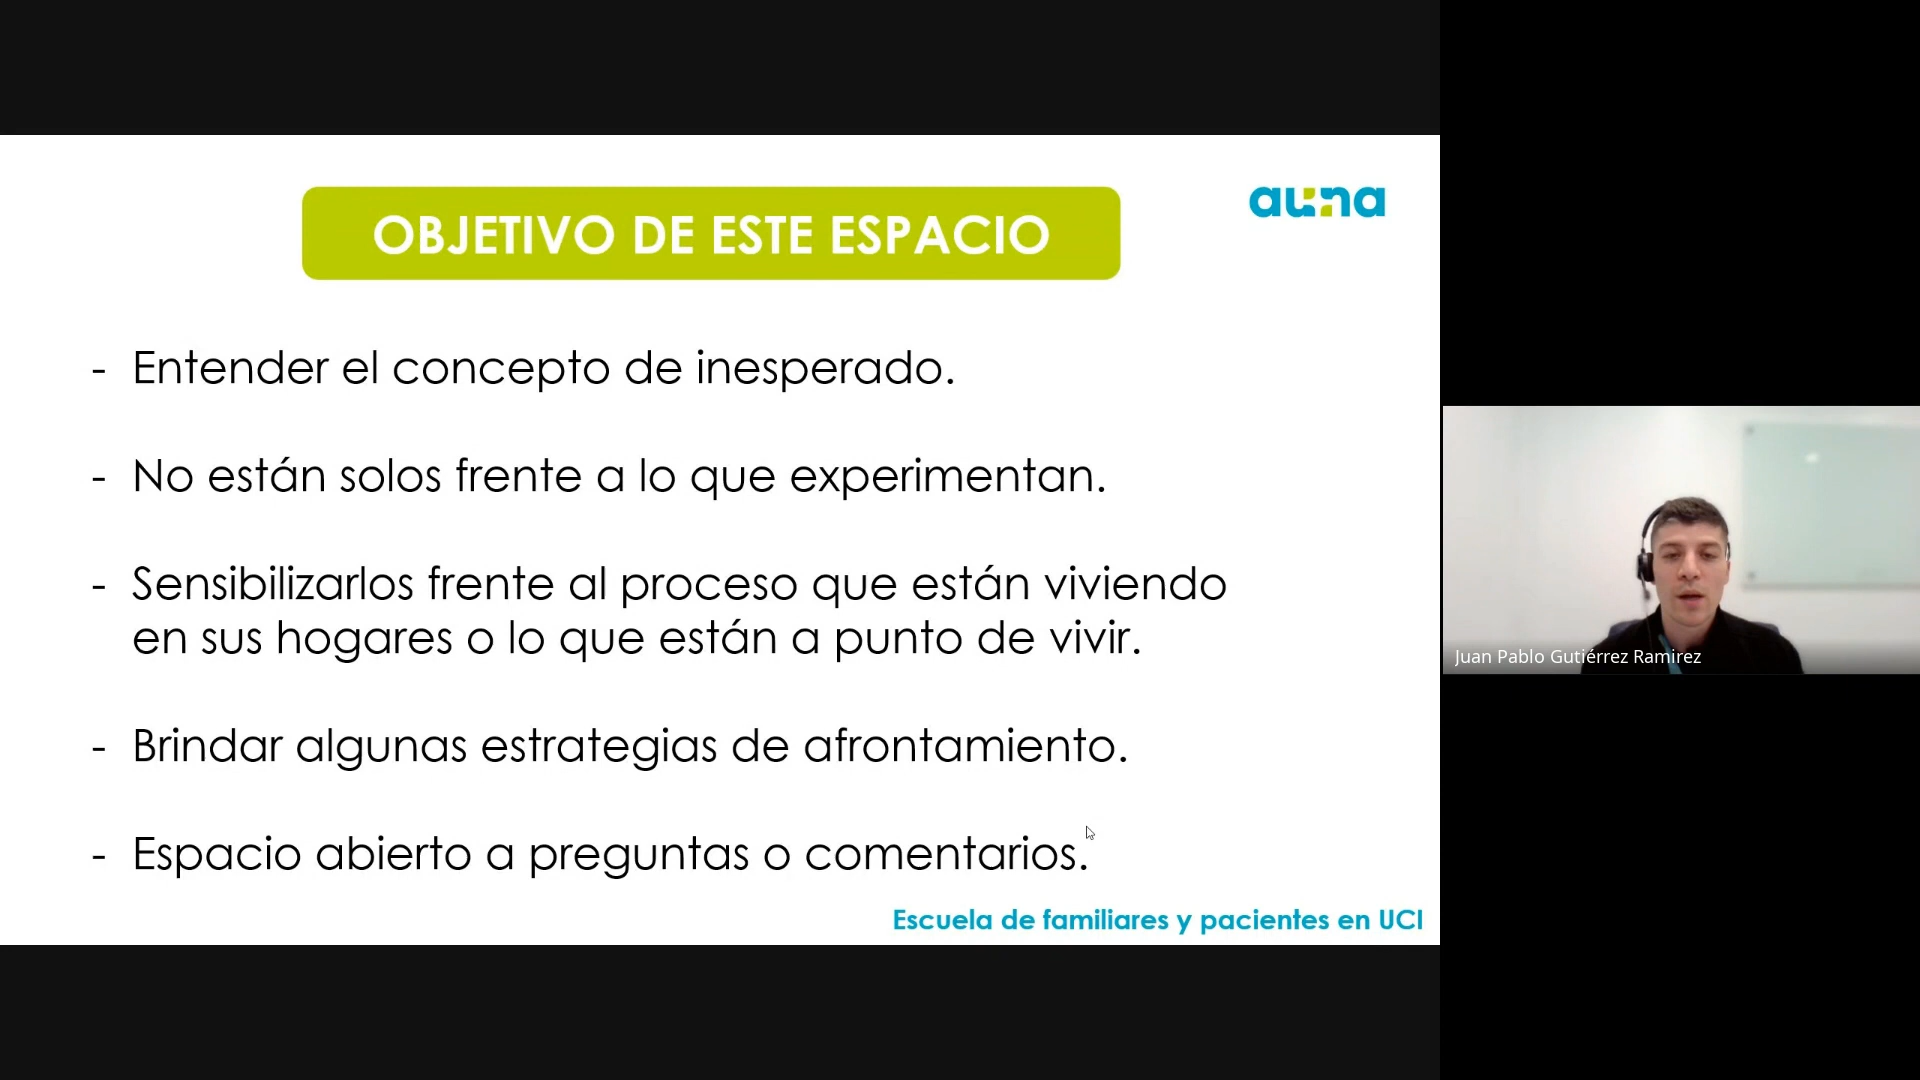 OBJETIVO DE ESTE ESPACIO
auna
- Entender el concepto de inesperado.
- No están solos frente a lo que experimentan.
- Sensibilizarlos frente al proceso que están viviendo
en sus hogares o lo que están a punto de vivir.
- Brindar algunas estrategias de afrontamiento.
- Espacio abierto a preguntas o comentarios.
Escuela de familiares y pacientes en UCI
Juan Pablo Gutiérrez Ramirez